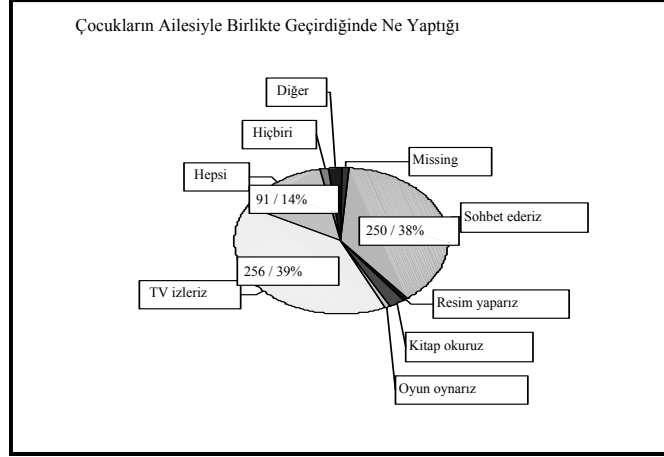 Çocukların Ailesiyle Birlikte Geçirdiğinde Ne Yaptığı
Diğer
Hiçbiri
Missing
Hepsi
91 / 14%
250 / 38%
Sohbet ederiz
256 / 39%
TV izleriz
Resim yaparız
Kitap okuruz
Oyun oynarız